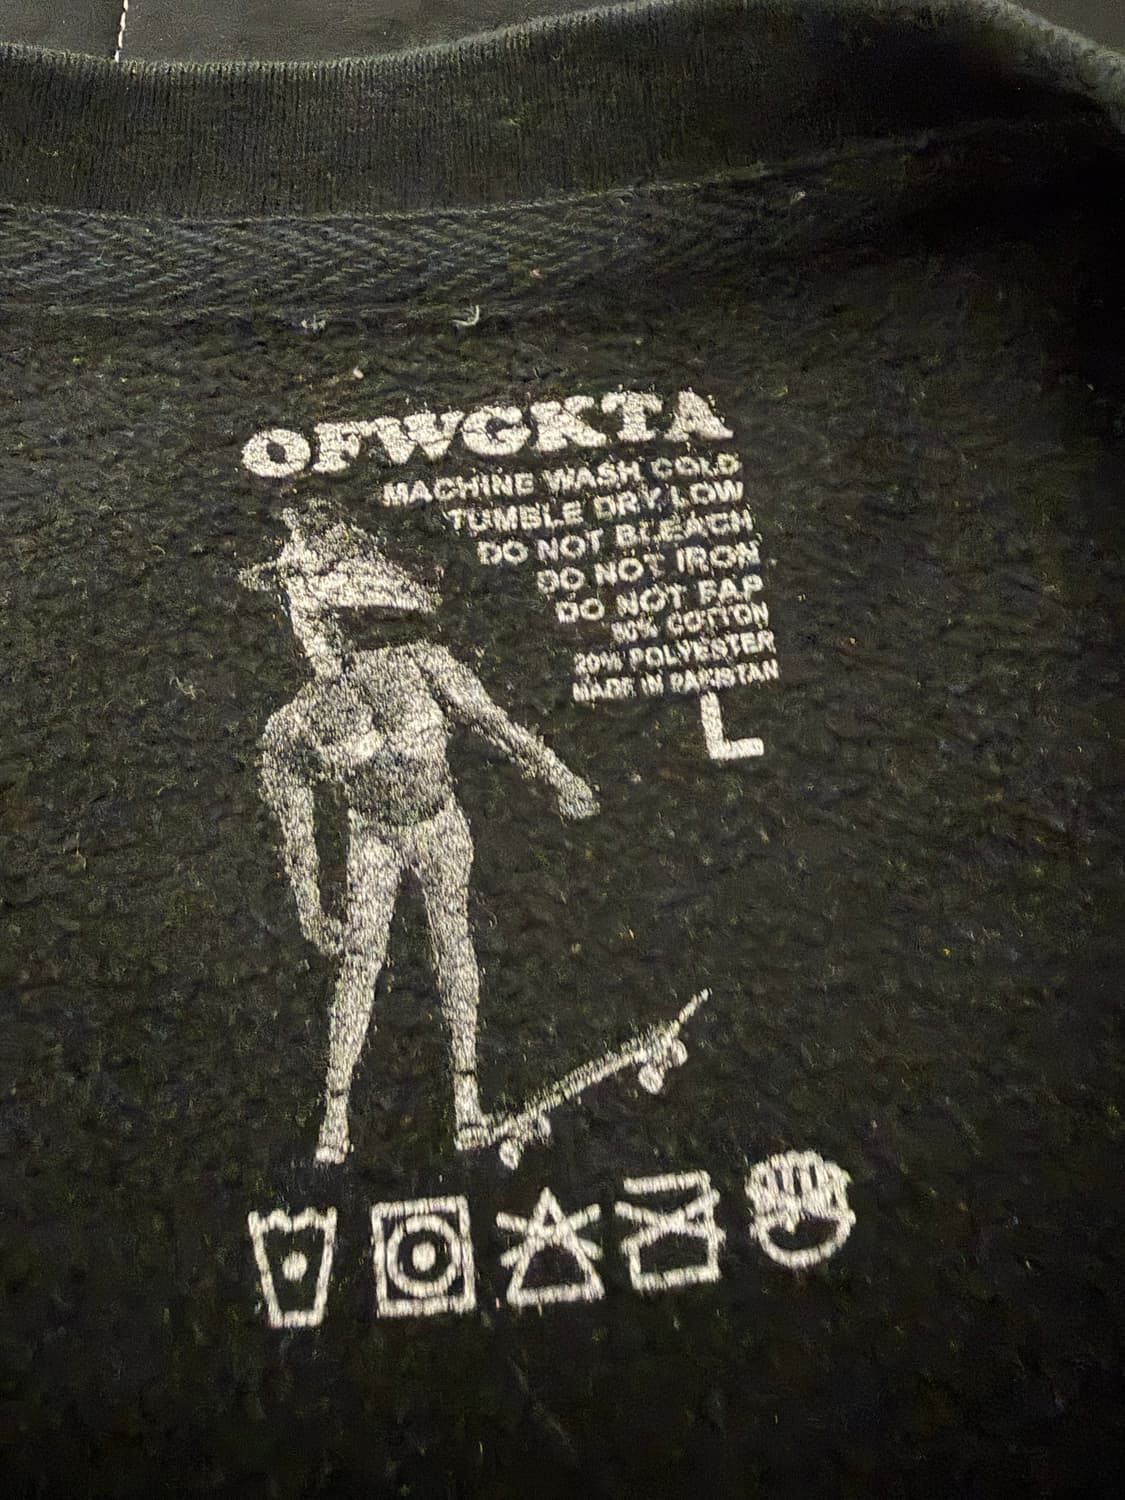 OFWGKTA
MACHINE WASH COLD
TUMBLE DRY LOW
DO NOT BLEACH
DO NOT IRON
DO NOT FAP
80% COTTON
20% POLYESTER
MADE IN PAKISTAN
L